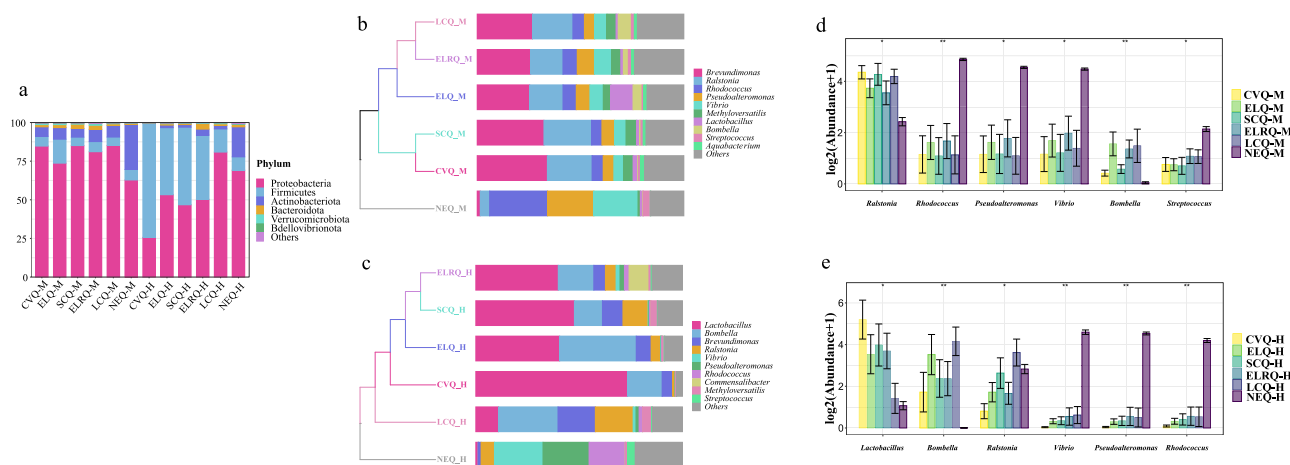 a
100
75
50
25
0
CVQ-M
ELQ-M
SCQ-M
ELRQ-M
LCQ-M
NEQ-M
CVQ-H
ELQ-H
SCQ-H
ELRQ-H
LCQ-H
NEQ-H
Phylum
Proteobacteria
Firmicutes
Actinobacteriota
Bacteroidota
Verrucomicrobiota
Bdellovibrionota
Others
b
LCQ_M
ELRQ_M
ELQ_M
SCQ_M
CVQ_M
NEQ_M
Brevundimonas
Ralstonia
Rhodococcus
Pseudoalteromonas
Vibrio
Methyloversatilis
Lactobacillus
Bombella
Streptococcus
Aquabacterium
Others
c
ELRQ_H
SCQ_H
ELQ_H
CVQ_H
LCQ_H
NEQ_H
Lactobacillus
Bombella
Brevundimonas
Ralstonia
Vibrio
Pseudoalteromonas
Rhodococcus
Commensalibacter
Methyloversatilis
Streptococcus
Others
d
log2(Abundance+1)
4
2
0
* ** * * ** *
Ralstonia Rhodococcus Pseudoalteromonas Vibrio Bombella Streptococcus
CVQ-M
ELQ-M
SCQ-M
ELRQ-M
LCQ-M
NEQ-M
e
log2(Abundance+1)
6
4
2
0
* ** * ** ** **
Lactobacillus Bombella Ralstonia Vibrio Pseudoalteromonas Rhodococcus
CVQ-H
ELQ-H
SCQ-H
ELRQ-H
LCQ-H
NEQ-H